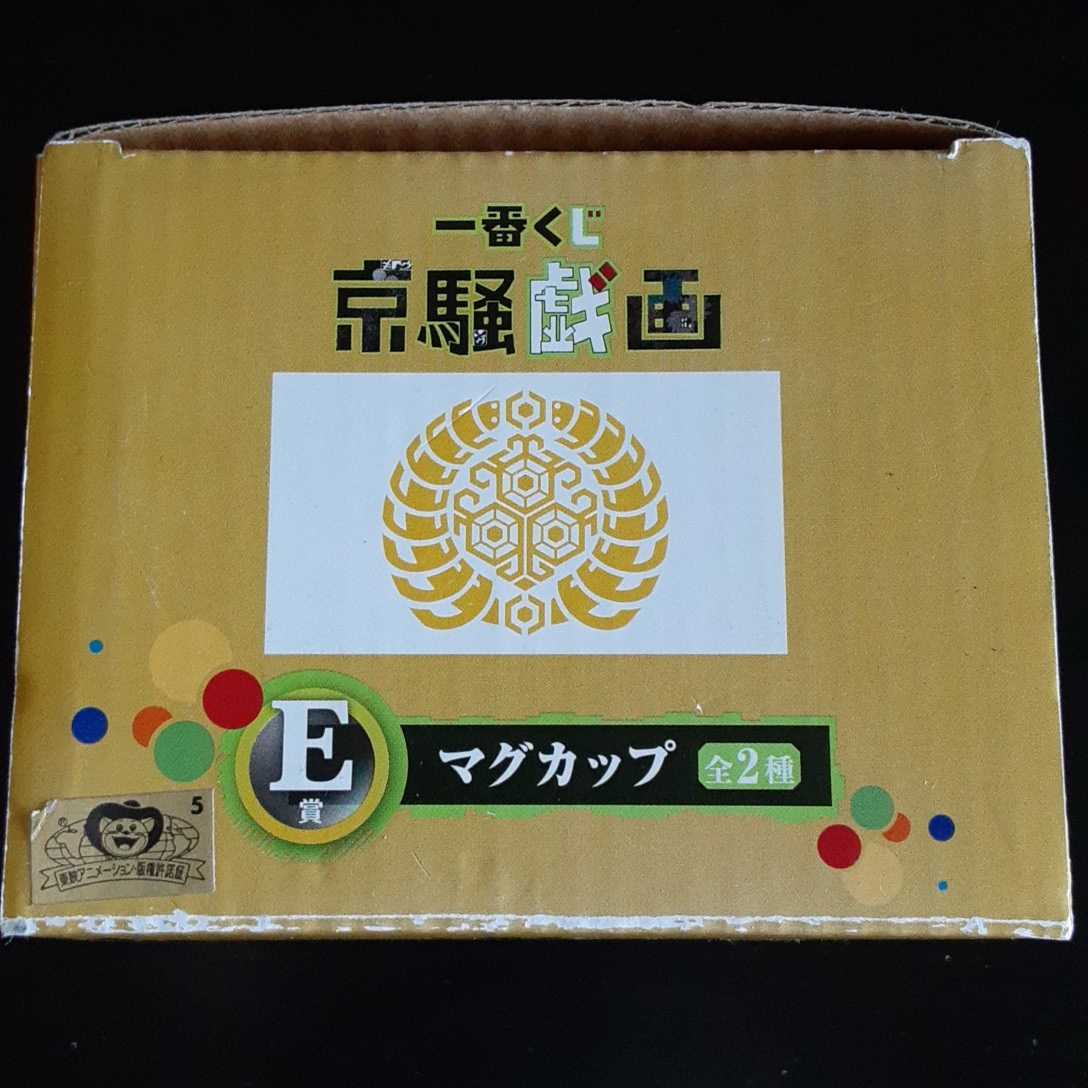 一番くじ
京騒戯画
E賞
マグカップ 全2種
5
東映アニメーション・版権許諾証